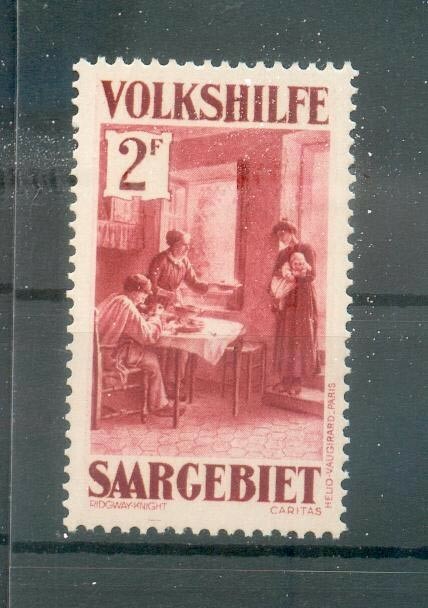 VOLKSHILFE
2F
SAARGEBIET
RIDGWAY-KNIGHT
CARITAS
HELIO-VAUGIRARD-PARIS